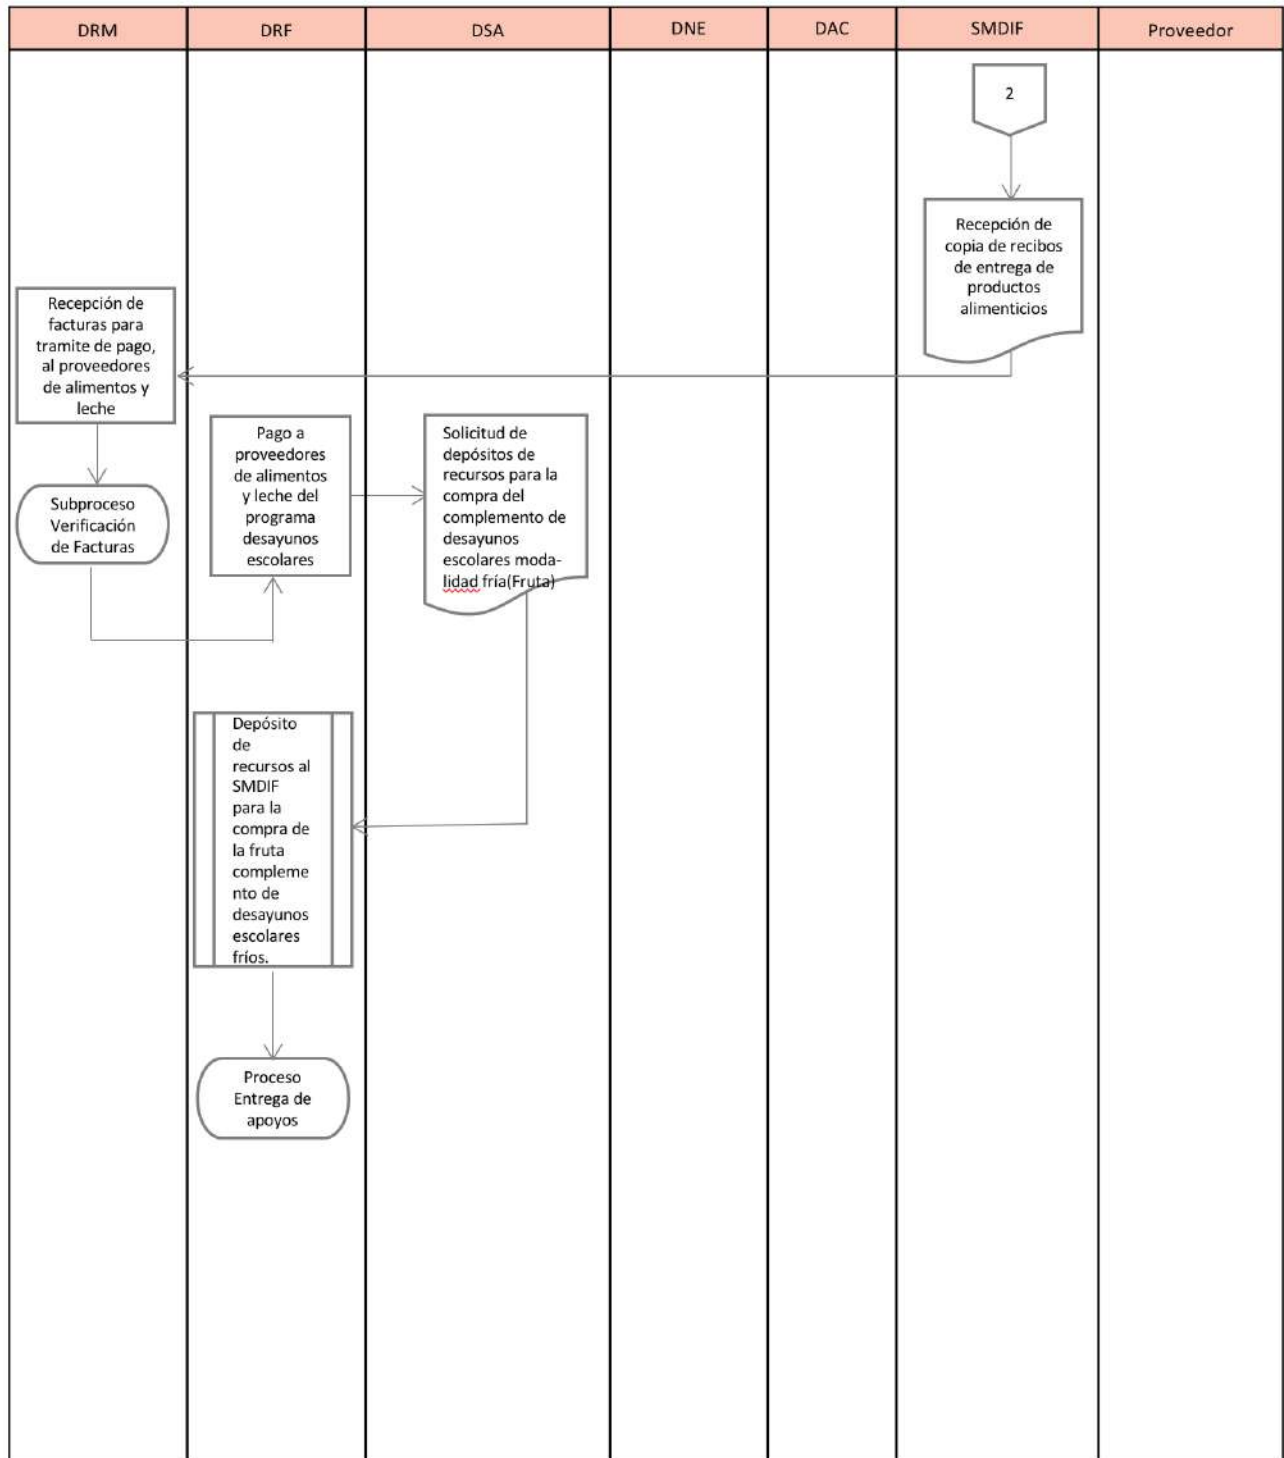 DRM
DRF
DSA
DNE
DAC
SMDIF
Proveedor
2
Recepción de
copia de recibos
de entrega de
productos
alimenticios
Recepción de
facturas para
tramite de pago,
al proveedores
de alimentos y
leche
Subproceso
Verificación
de Facturas
Pago a
proveedores
de alimentos
y leche del
programa
desayunos
escolares
Solicitud de
depósitos de
recursos para la
compra del
complemento de
desayunos
escolares moda-
lidad fría(Fruta)
Depósito
de
recursos al
SMDIF
para la
compra de
la fruta
compleme
nto de
desayunos
escolares
fríos.
Proceso
Entrega de
apoyos